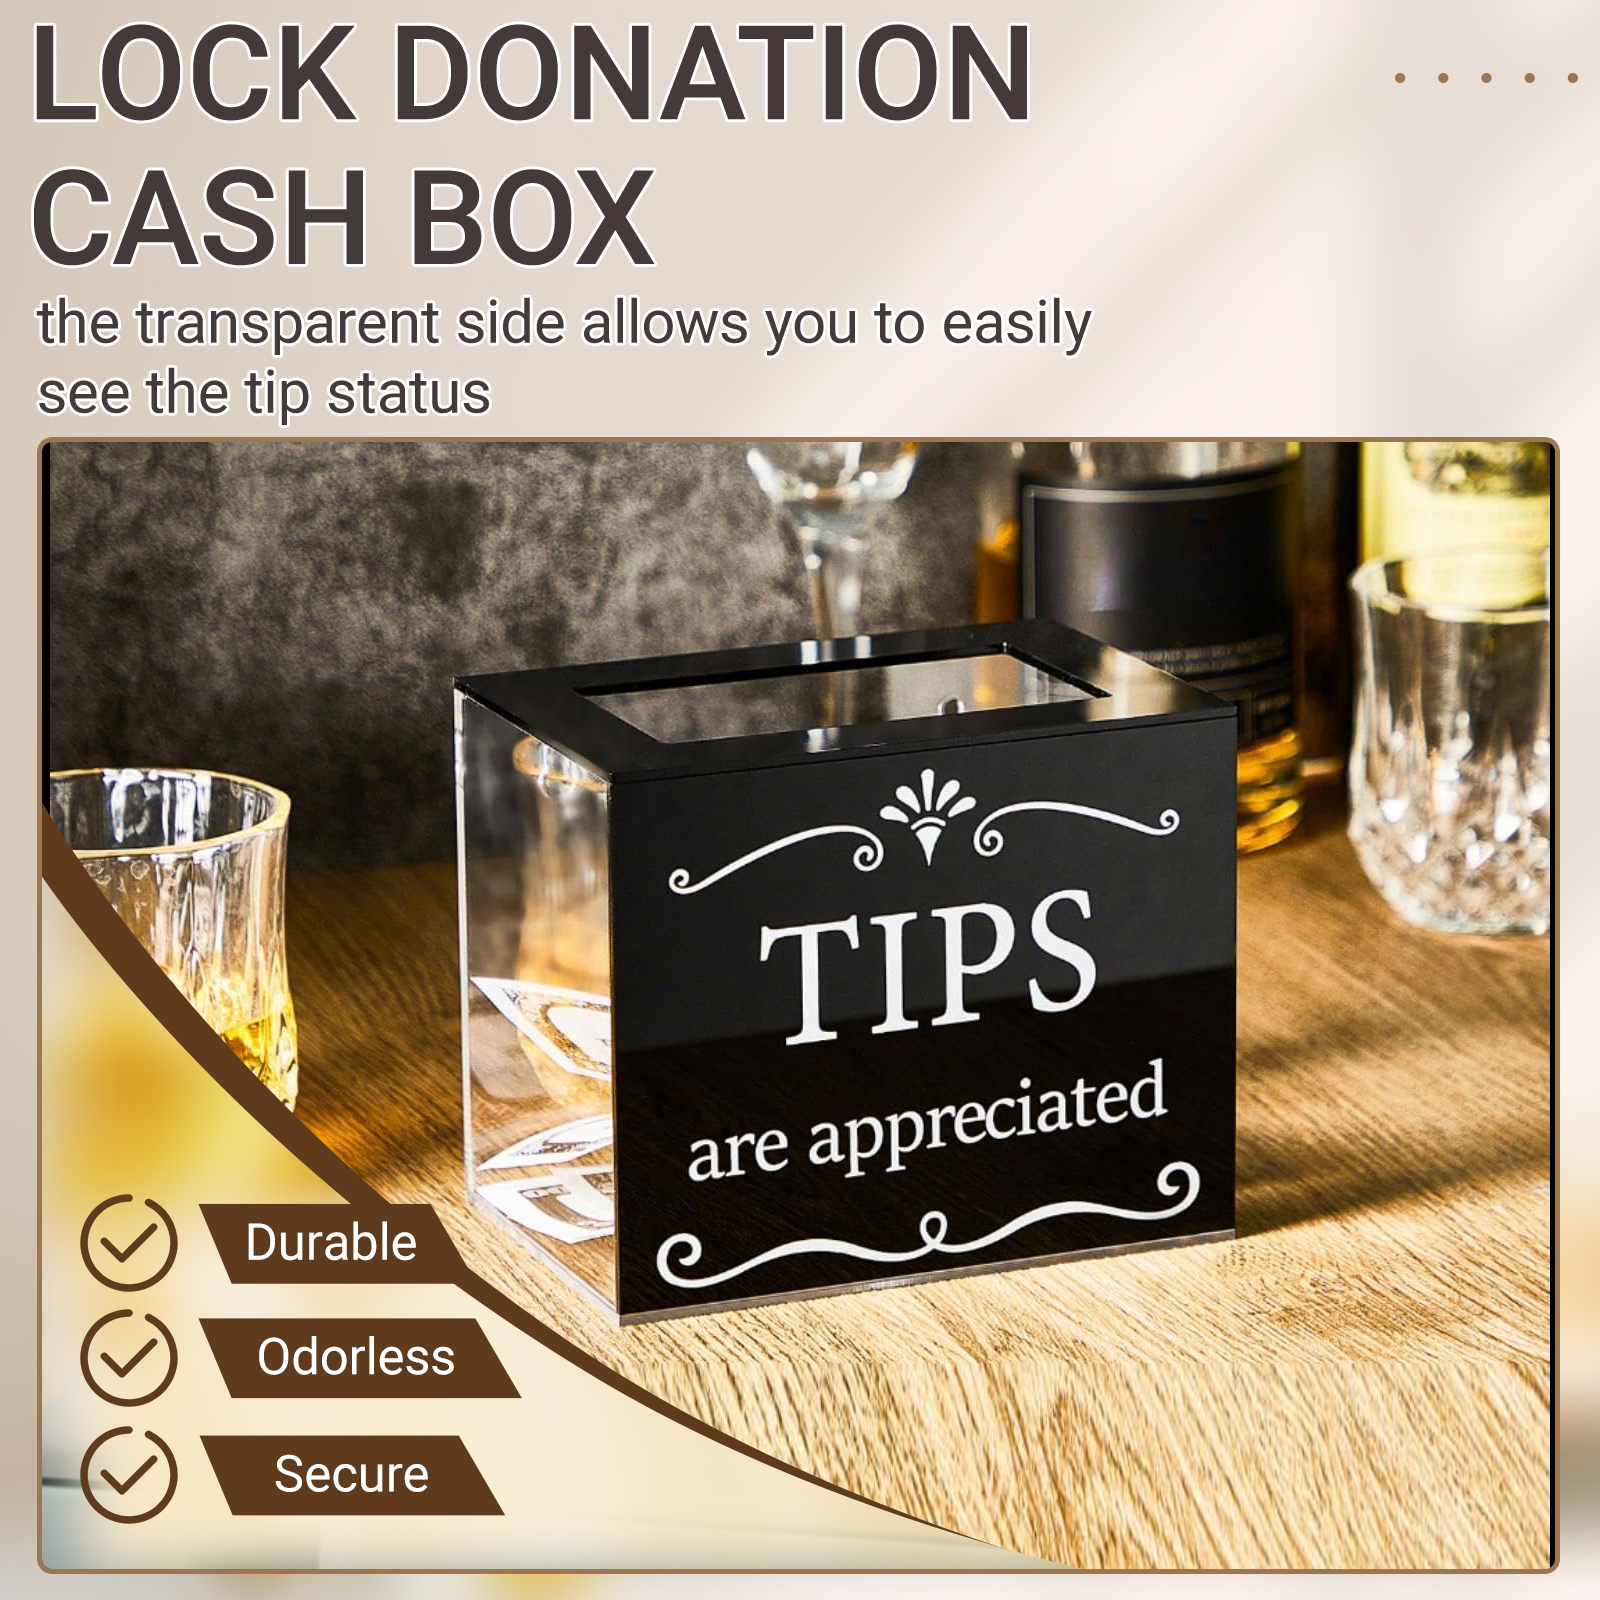 LOCK DONATION
CASH BOX
the transparent side allows you to easily
see the tip status
TIPS
are appreciated
Durable
Odorless
Secure